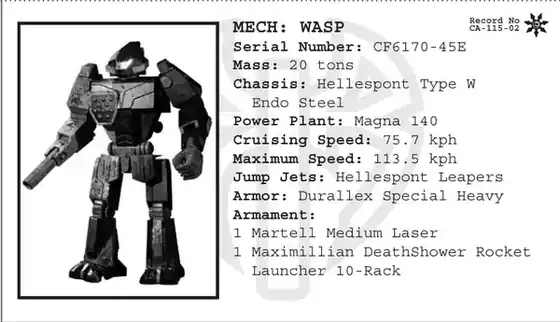 MECH: WASP
Record No
CA-115-02
Serial Number: CF6170-45E
Mass: 20 tons
Chassis: Hellespont Type W
Endo Steel
Power Plant: Magna 140
Cruising Speed: 75.7 kph
Maximum Speed: 113.5 kph
Jump Jets: Hellespont Leapers
Armor: Durallex Special Heavy
Armament:
1 Martell Medium Laser
1 Maximillian DeathShower Rocket
Launcher 10-Rack